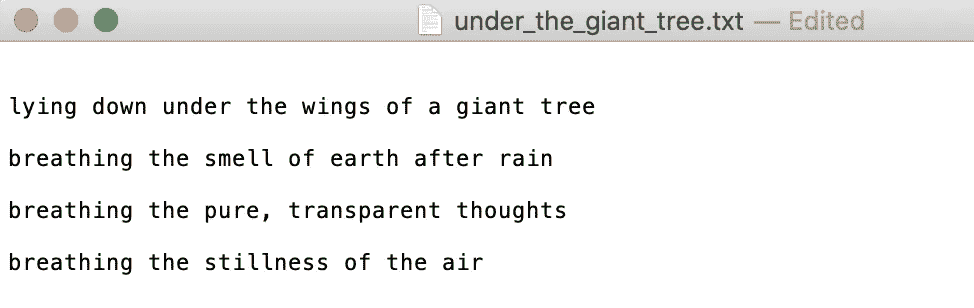 under_the_giant_tree.txt — Edited
lying down under the wings of a giant tree
breathing the smell of earth after rain
breathing the pure, transparent thoughts
breathing the stillness of the air